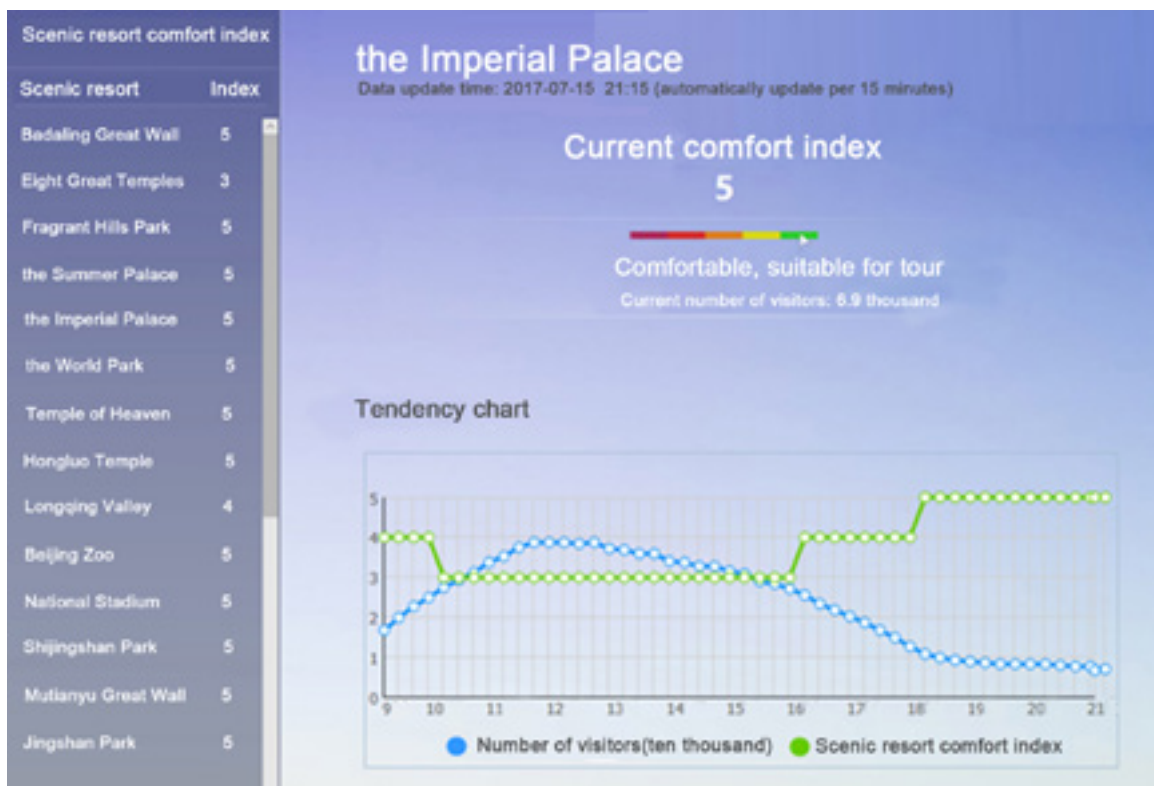 Scenic resort comfort index
Scenic resort Index
Badaling Great Wall 5
Eight Great Temples 3
Fragrant Hills Park 5
the Summer Palace 5
the Imperial Palace 5
the World Park 5
Temple of Heaven 5
Hongluo Temple 5
Longqing Valley 4
Beijing Zoo 5
National Stadium 5
Shijingshan Park 5
Mutianyu Great Wall 5
Jingshan Park 5
the Imperial Palace
Data update time: 2017-07-15 21:15 (automatically update per 15 minutes)
Current comfort index
5
Comfortable, suitable for tour
Current number of visitors: 6.9 thousand
Tendency chart
5
4
3
2
1
0
9 10 11 12 13 14 15 16 17 18 19 20 21
Number of visitors(ten thousand) Scenic resort comfort index